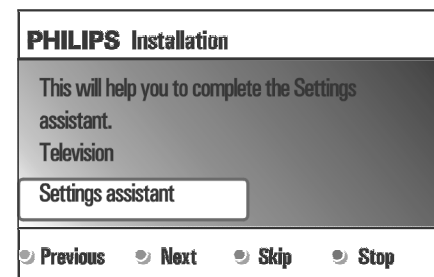 PHILIPS Installation
This will help you to complete the Settings
assistant.
Television
Settings assistant
Previous Next Skip Stop